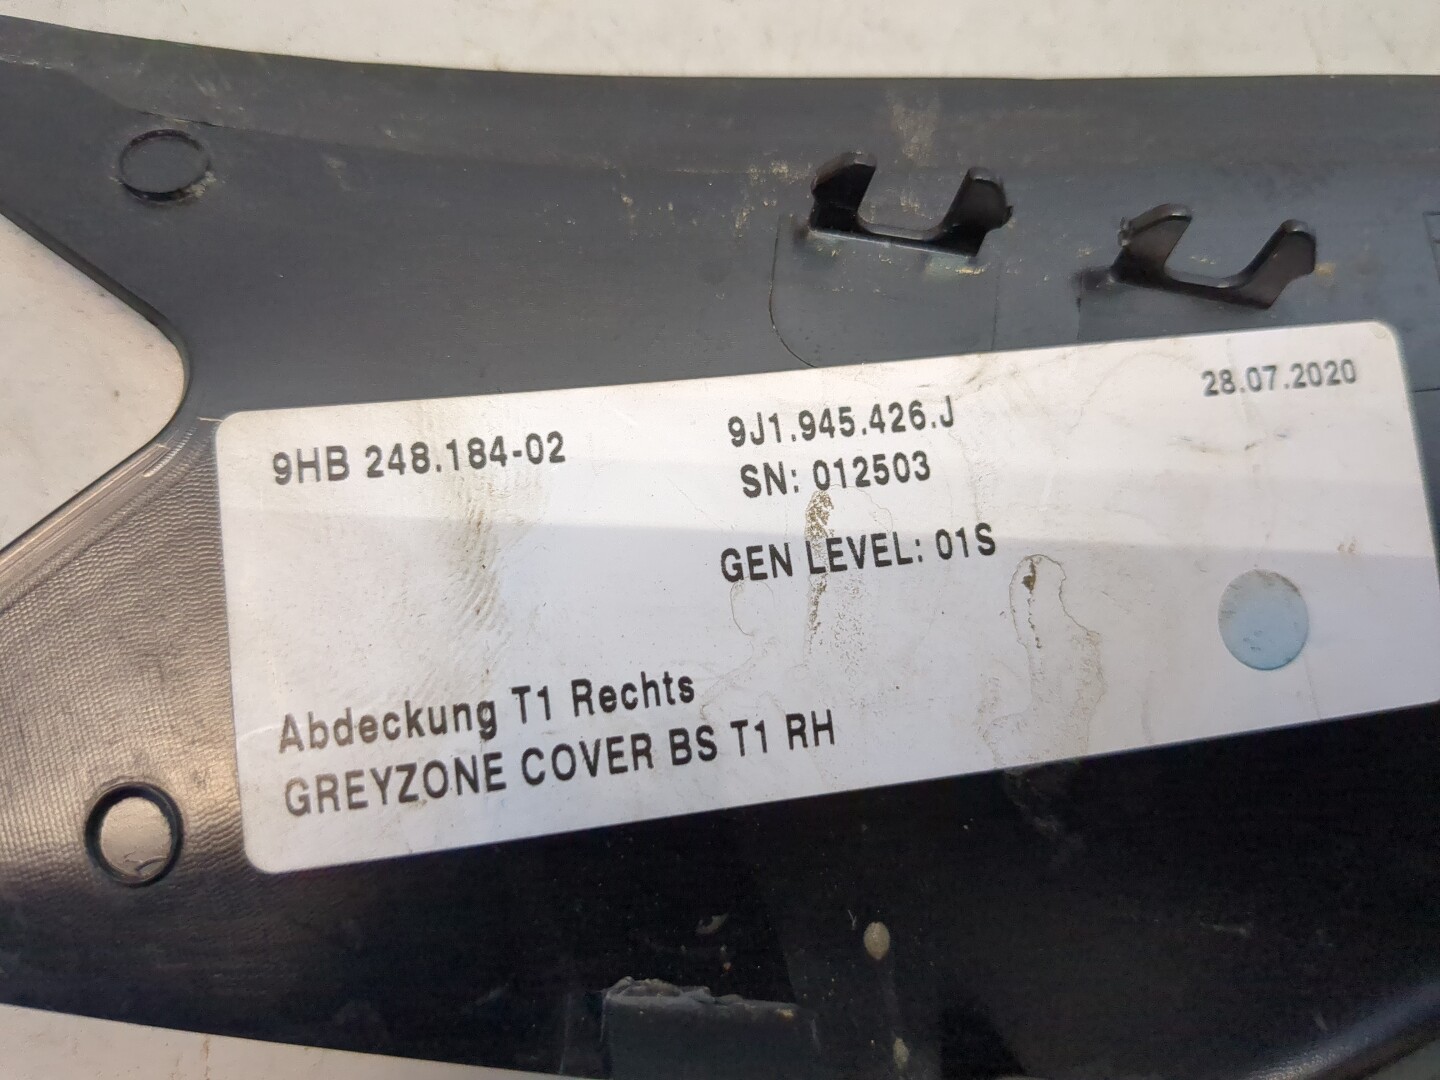 9HB 248.184-02
9J1.945.426.J
28.07.2020
SN: 012503
GEN LEVEL: 01S
Abdeckung T1 Rechts
GREYZONE COVER BS T1 RH